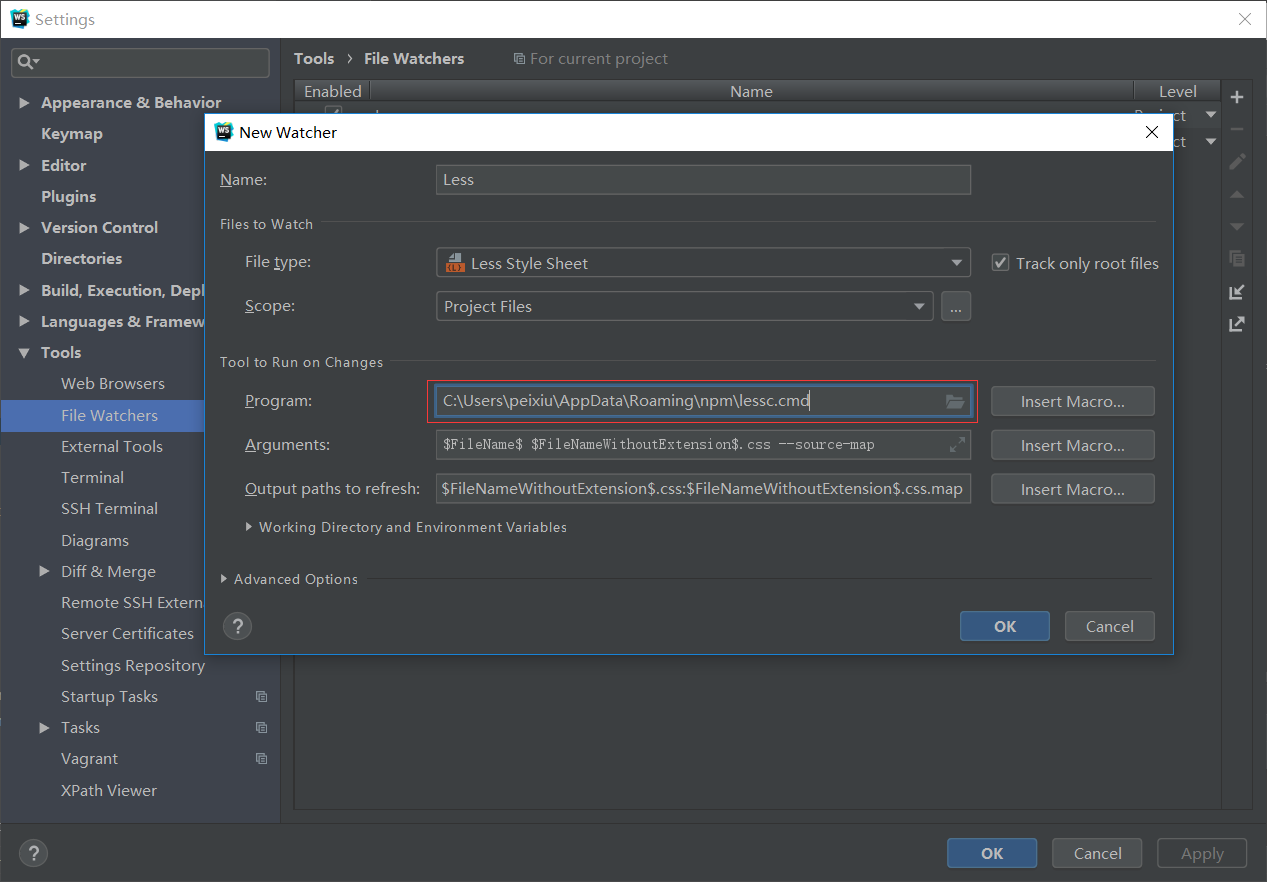 WS Settings
Tools › File Watchers For current project
Enabled Name Level
Appearance & Behavior
Keymap
Editor
Plugins
Version Control
Directories
Build, Execution, Depl
Languages & Framew
Tools
Web Browsers
File Watchers
External Tools
Terminal
SSH Terminal
Diagrams
Diff & Merge
Remote SSH Extern
Server Certificates
Settings Repository
Startup Tasks
Tasks
Vagrant
XPath Viewer
WS New Watcher
Name: Less
Files to Watch
File type: Less Style Sheet Track only root files
Scope: Project Files ...
Tool to Run on Changes
Program: C:\Users\peixiu\AppData\Roaming\npm\lessc.cmd Insert Macro...
Arguments: $FileName$ $FileNameWithoutExtension$.css --source-map Insert Macro...
Output paths to refresh: $FileNameWithoutExtension$.css:$FileNameWithoutExtension$.css.map Insert Macro...
Working Directory and Environment Variables
Advanced Options
? OK Cancel
? OK Cancel Apply